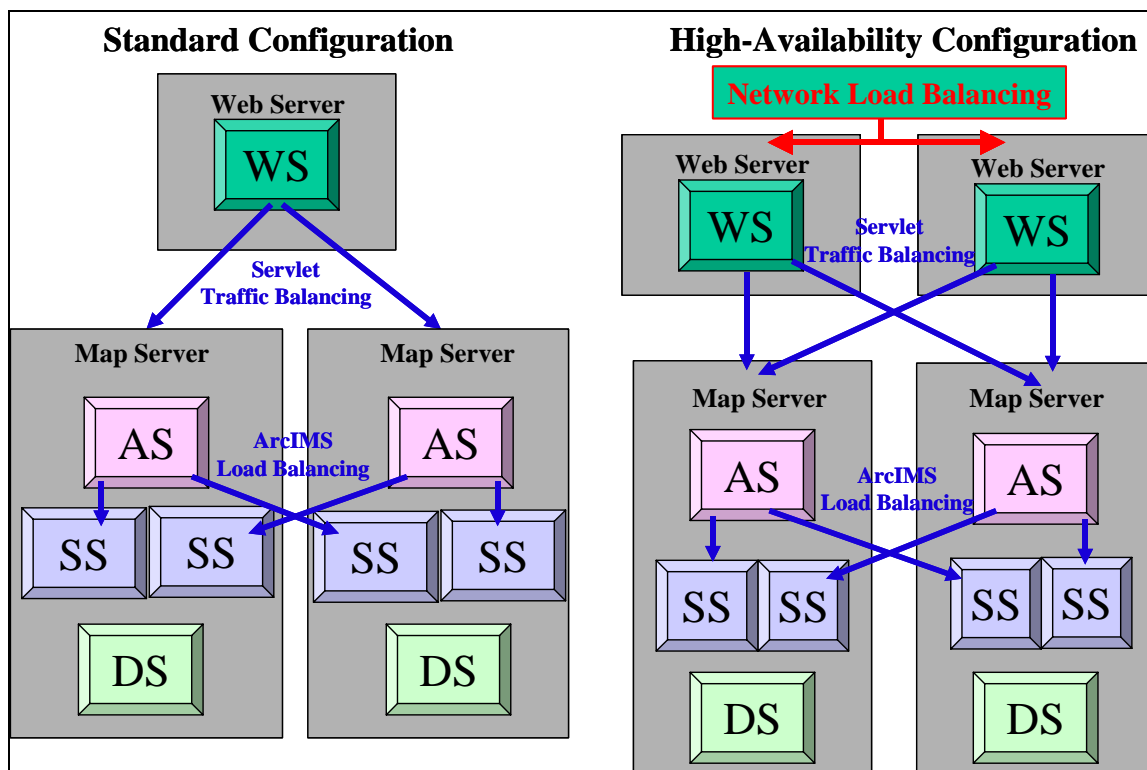 Standard Configuration
Web Server
WS
Servlet
Traffic Balancing
Map Server
Map Server
AS
AS
ArcIMS
Load Balancing
SS
SS
SS
SS
DS
DS
High-Availability Configuration
Network Load Balancing
Web Server
Web Server
WS
WS
Servlet
Traffic Balancing
Map Server
Map Server
AS
AS
ArcIMS
Load Balancing
SS
SS
SS
SS
DS
DS